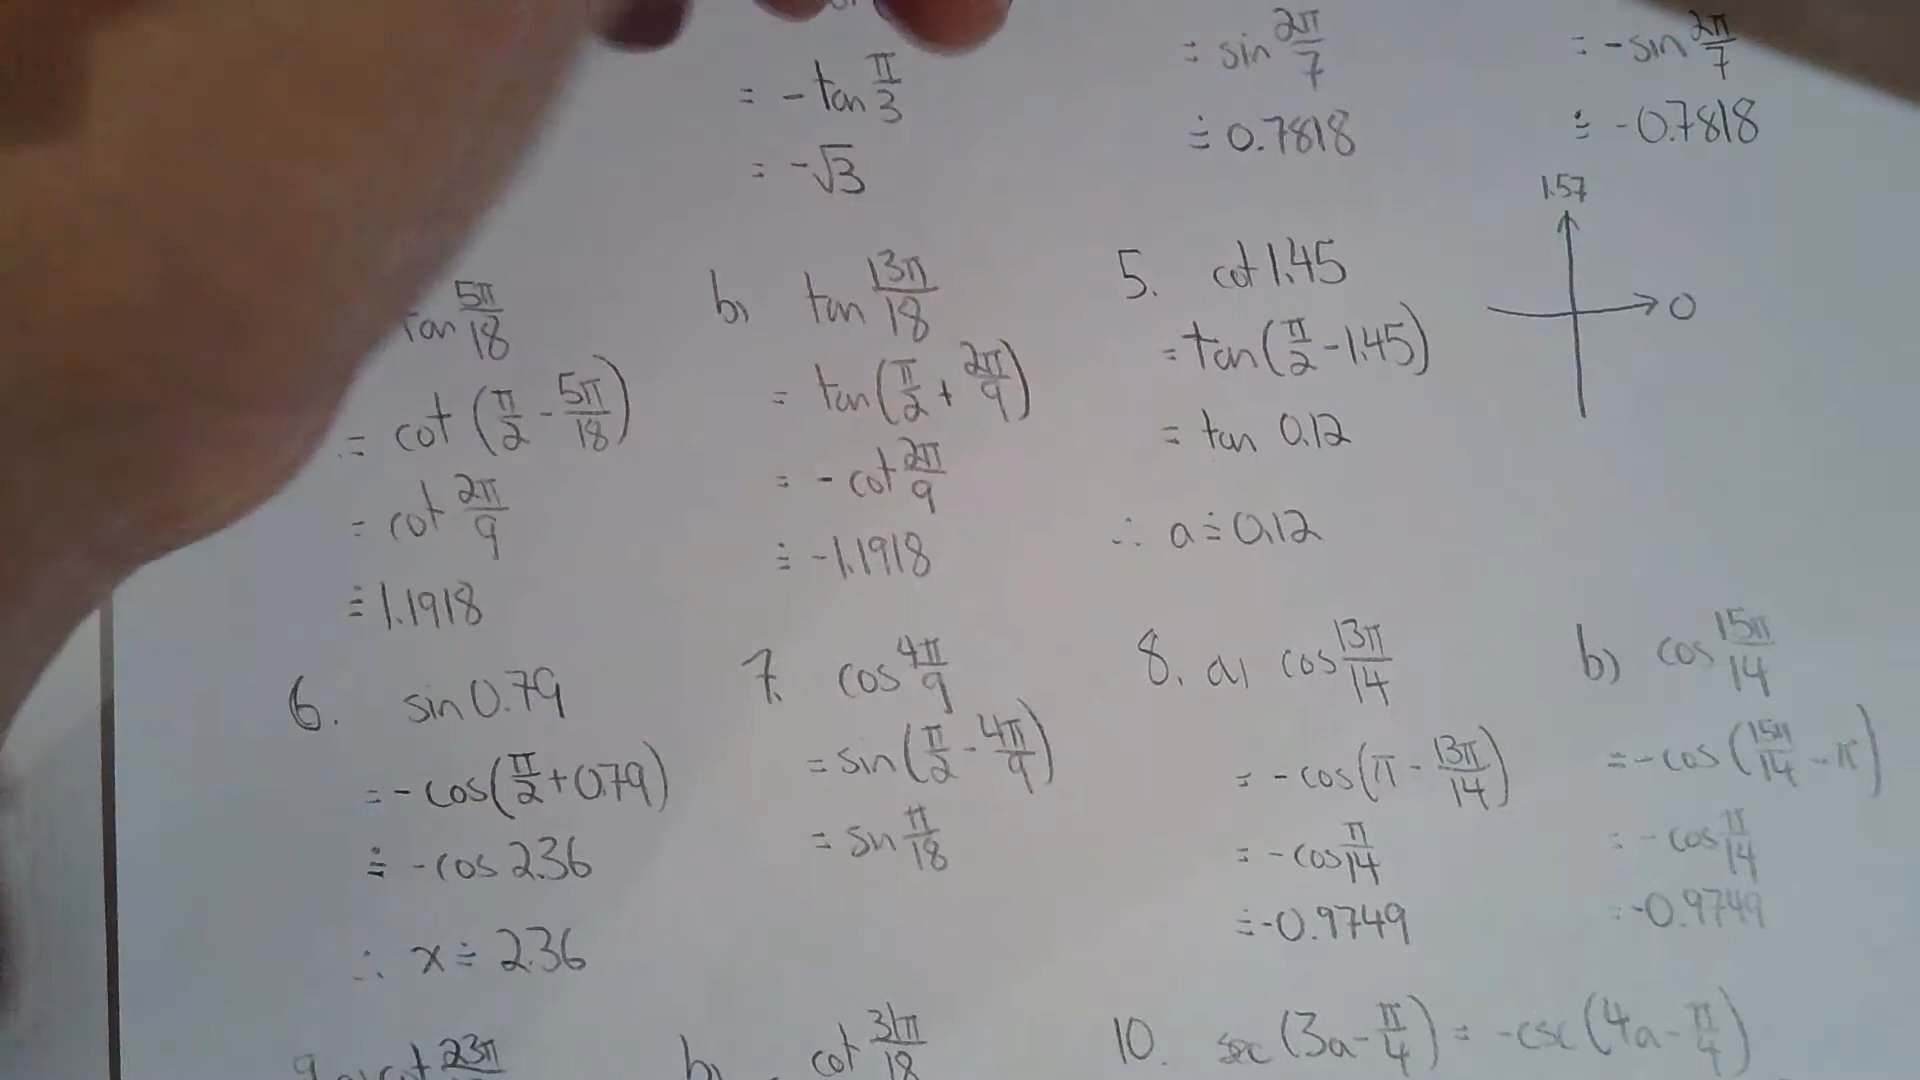 = -tan π/3
= -√3
= sin 2π/7
≐ 0.7818
= -sin 2π/7
≐ -0.7818
tan 5π/18
= cot (π/2 - 5π/18)
= cot 2π/9
≐ 1.1918
b) tan 13π/18
= tan(π/2 + 2π/9)
= -cot 2π/9
≐ -1.1918
5. cot 1.45
= tan(π/2 - 1.45)
= tan 0.12
∴ a ≐ 0.12
1.57
0
6. sin 0.79
= -cos(π/2 + 0.79)
≐ -cos 2.36
∴ x ≐ 2.36
7. cos 4π/9
= sin(π/2 - 4π/9)
= sin π/18
8. a) cos 13π/14
= -cos(π - 13π/14)
= -cos π/14
≐ -0.9749
b) cos 15π/14
= -cos(15π/14 - π)
= -cos π/14
≐ -0.9749
9. a) cot 23π
b) cot 31π/18
10. sec(3a - π/4) = -csc(4a - π/4)